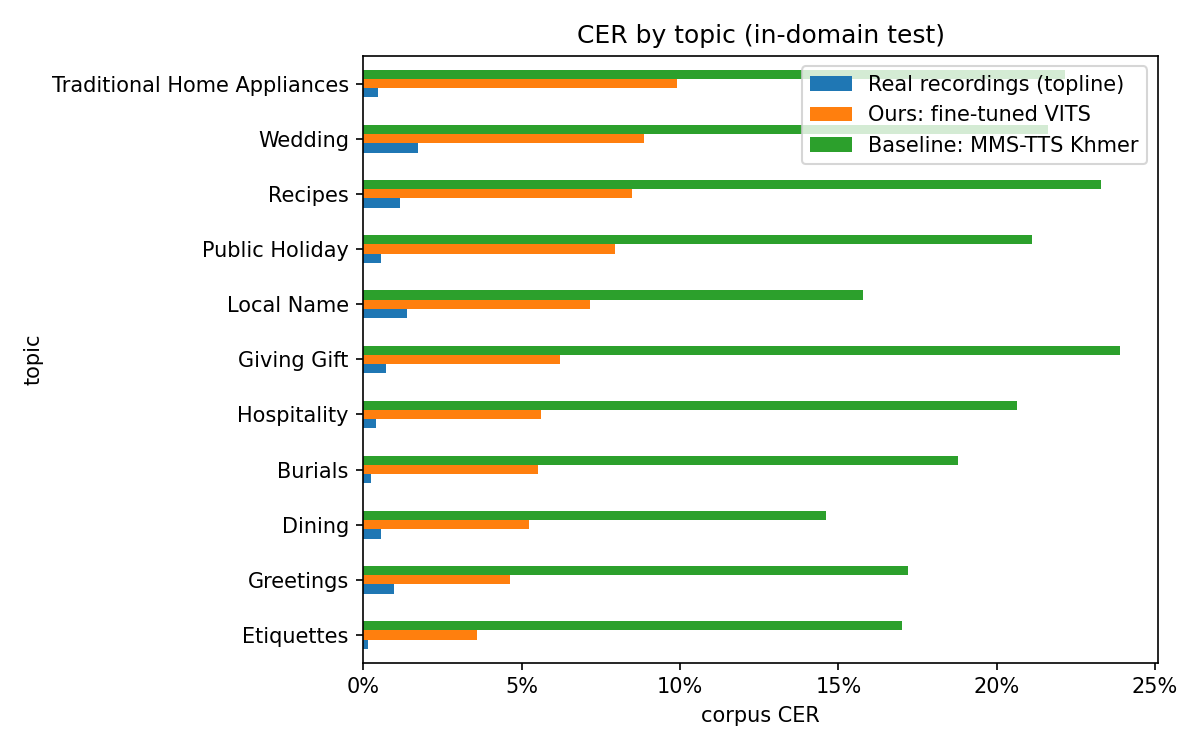 CER by topic (in-domain test)
Real recordings (topline)
Ours: fine-tuned VITS
Baseline: MMS-TTS Khmer
topic
Traditional Home Appliances
Wedding
Recipes
Public Holiday
Local Name
Giving Gift
Hospitality
Burials
Dining
Greetings
Etiquettes
0% 5% 10% 15% 20% 25%
corpus CER